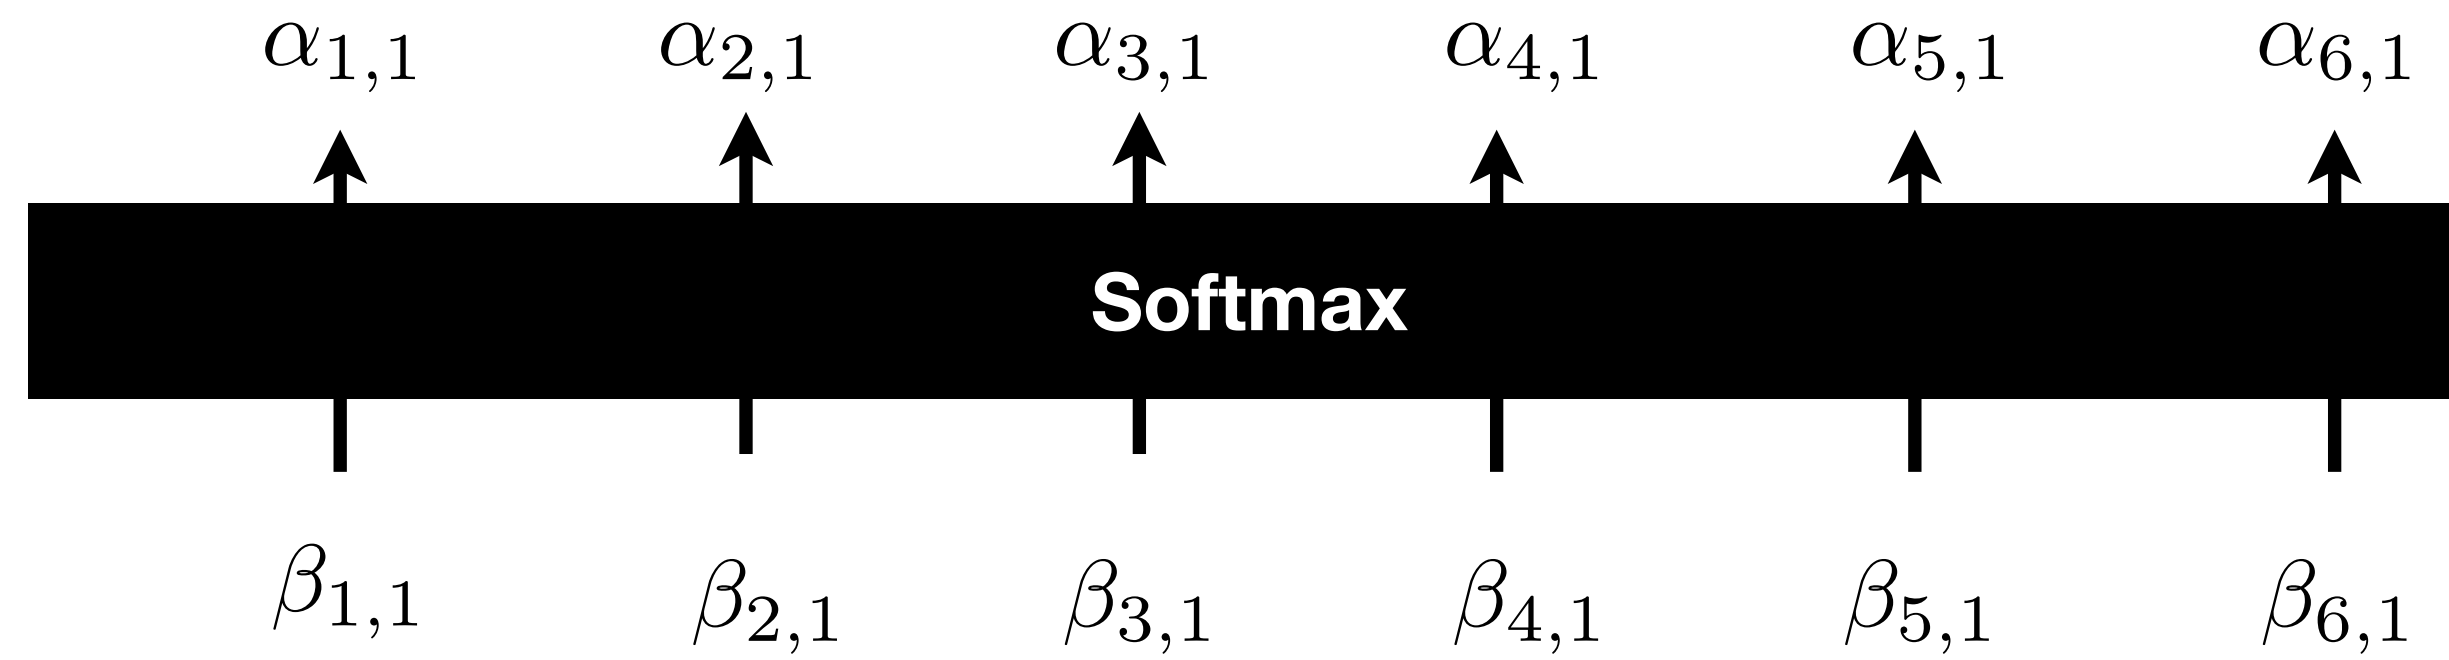 α1,1 α2,1 α3,1 α4,1 α5,1 α6,1
Softmax
β1,1 β2,1 β3,1 β4,1 β5,1 β6,1